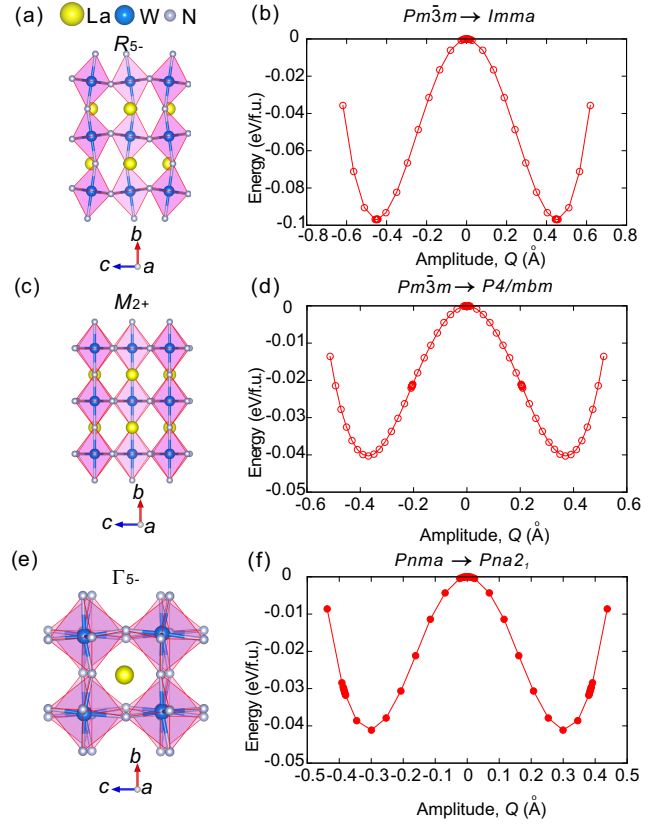 (a) La W N
R5-
b
c a
(b) Pm3̄m → Imma
0
-0.02
-0.04
-0.06
-0.08
-0.1
Energy (eV/f.u.)
-0.8 -0.6 -0.4 -0.2 0 0.2 0.4 0.6 0.8
Amplitude, Q (Å)
(c)
M2+
b
c a
(d) Pm3̄m → P4/mbm
0
-0.01
-0.02
-0.03
-0.04
-0.05
Energy (eV/f.u.)
-0.6 -0.4 -0.2 0 0.2 0.4 0.6
Amplitude, Q (Å)
(e)
Γ5-
b
c a
(f) Pnma → Pna21
0
-0.01
-0.02
-0.03
-0.04
-0.05
Energy (eV/f.u.)
-0.5 -0.4 -0.3 -0.2 -0.1 0 0.1 0.2 0.3 0.4 0.5
Amplitude, Q (Å)